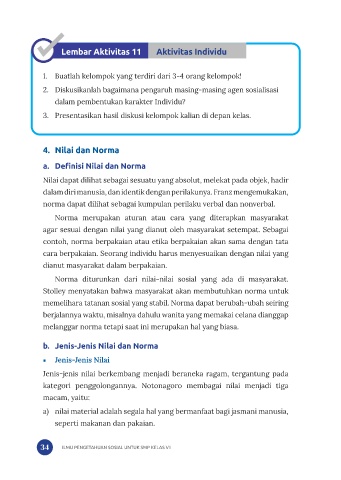 Lembar Aktivitas 11 Aktivitas Individu
1. Buatlah kelompok yang terdiri dari 3-4 orang kelompok!
2. Diskusikanlah bagaimana pengaruh masing-masing agen sosialisasi
dalam pembentukan karakter Individu?
3. Presentasikan hasil diskusi kelompok kalian di depan kelas.
4. Nilai dan Norma
a. Definisi Nilai dan Norma
Nilai dapat dilihat sebagai sesuatu yang absolut, melekat pada objek, hadir
dalam diri manusia, dan identik dengan perilakunya. Franz mengemukakan,
norma dapat dilihat sebagai kumpulan perilaku verbal dan nonverbal.
Norma merupakan aturan atau cara yang diterapkan masyarakat
agar sesuai dengan nilai yang dianut oleh masyarakat setempat. Sebagai
contoh, norma berpakaian atau etika berpakaian akan sama dengan tata
cara berpakaian. Seorang individu harus menyesuaikan dengan nilai yang
dianut masyarakat dalam berpakaian.
Norma diturunkan dari nilai-nilai sosial yang ada di masyarakat.
Stolley menyatakan bahwa masyarakat akan membutuhkan norma untuk
memelihara tatanan sosial yang stabil. Norma dapat berubah-ubah seiring
berjalannya waktu, misalnya dahulu wanita yang memakai celana dianggap
melanggar norma tetapi saat ini merupakan hal yang biasa.
b. Jenis-Jenis Nilai dan Norma
• Jenis-Jenis Nilai
Jenis-jenis nilai berkembang menjadi beraneka ragam, tergantung pada
kategori penggolongannya. Notonagoro membagai nilai menjadi tiga
macam, yaitu:
a) nilai material adalah segala hal yang bermanfaat bagi jasmani manusia,
seperti makanan dan pakaian.
34 ILMU PENGETAHUAN SOSIAL UNTUK SMP KELAS VII